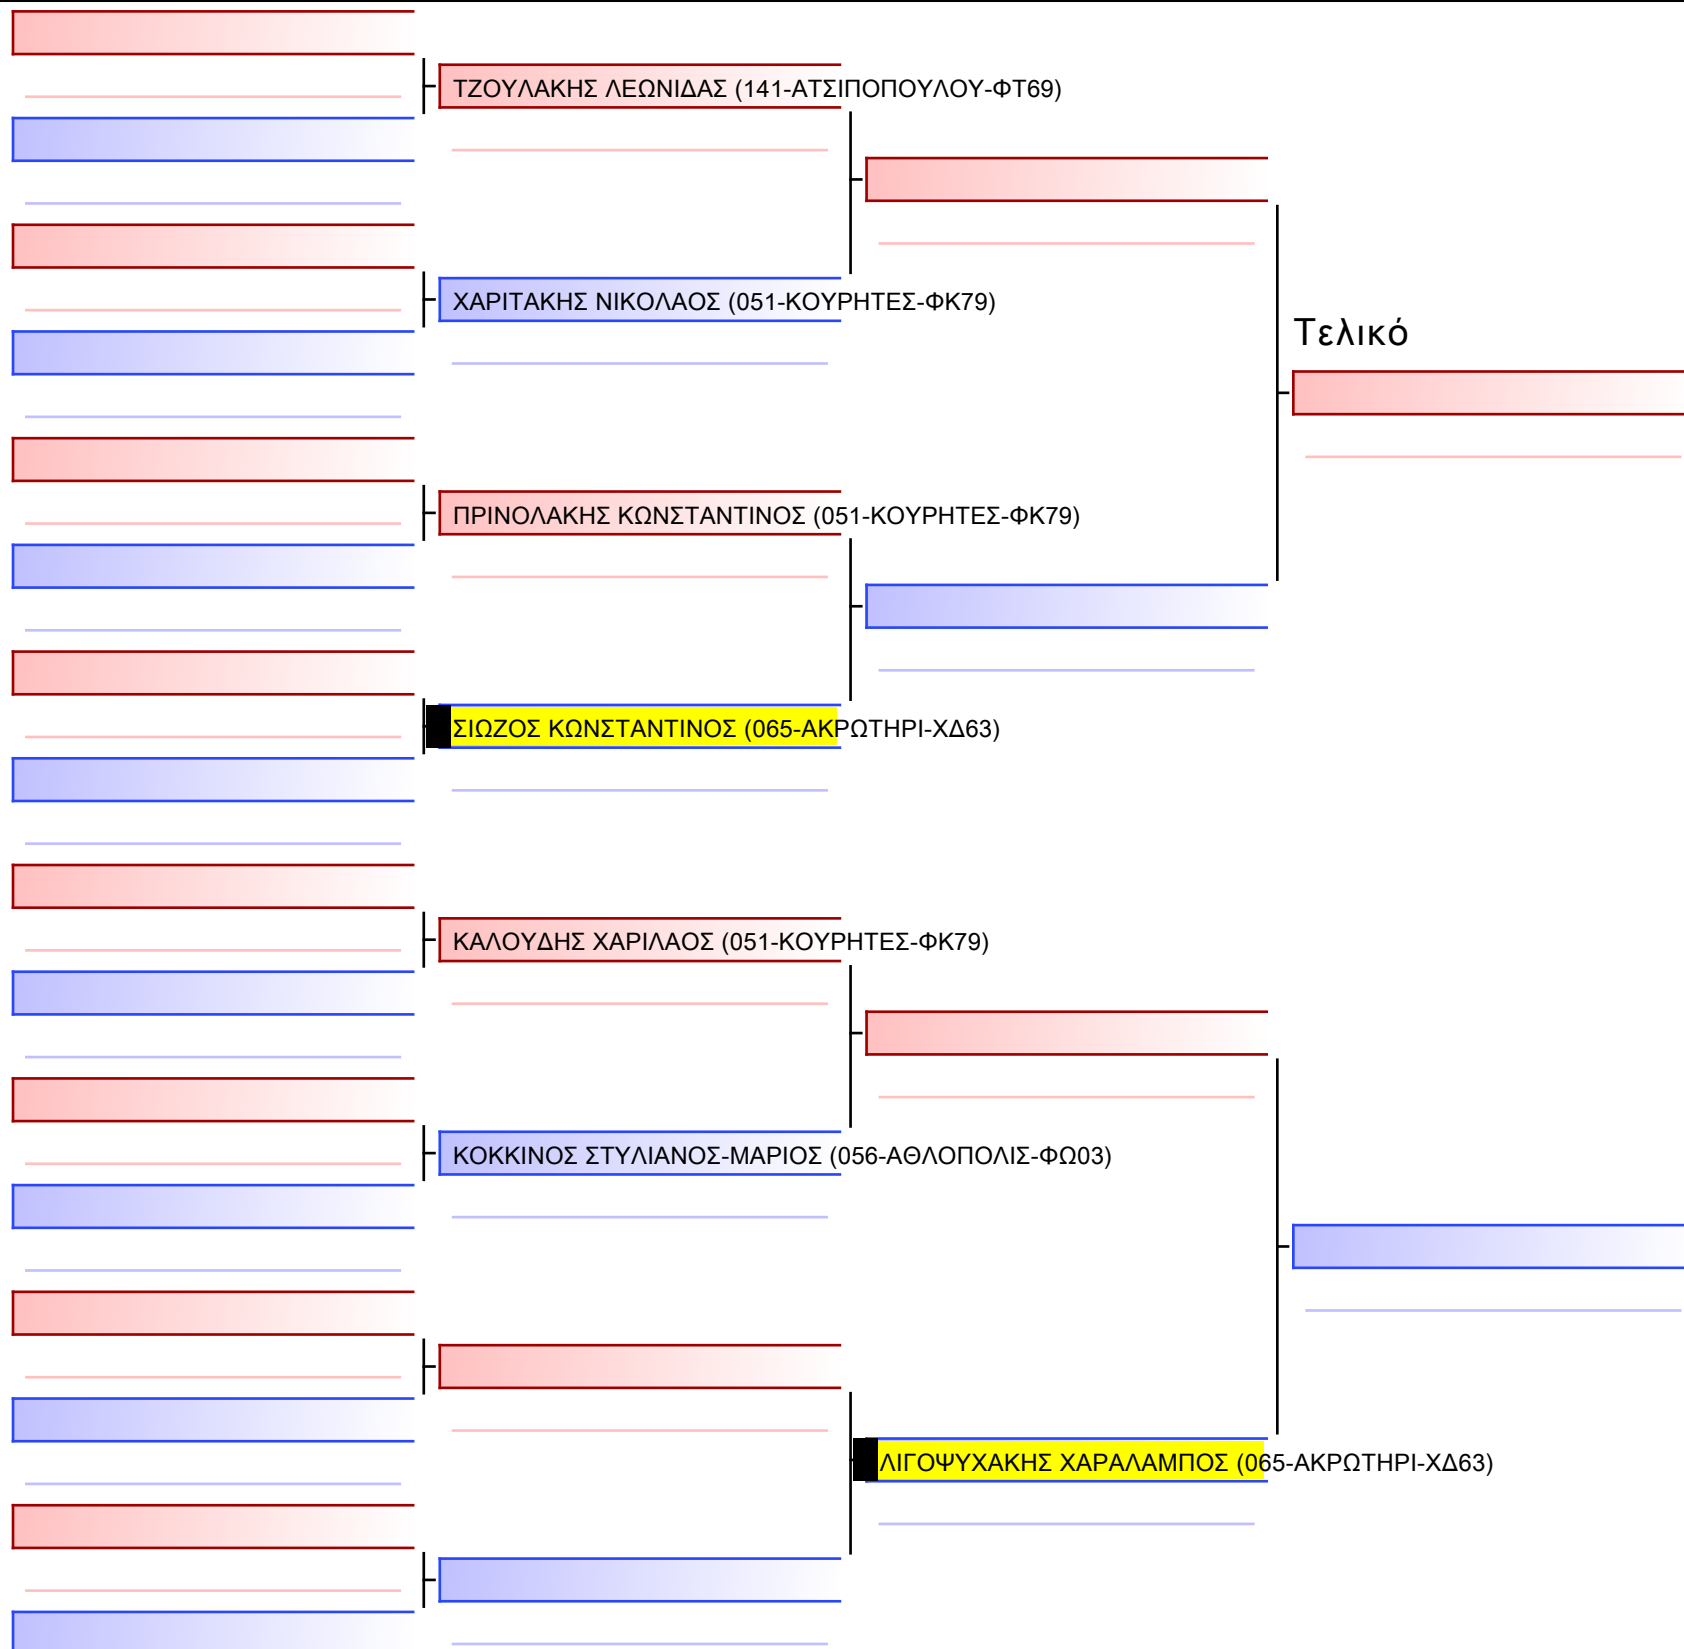 ΤΖΟΥΛΑΚΗΣ ΛΕΩΝΙΔΑΣ (141-ΑΤΣΙΠΟΠΟΥΛΟΥ-ΦΤ69)
ΧΑΡΙΤΑΚΗΣ ΝΙΚΟΛΑΟΣ (051-ΚΟΥΡΗΤΕΣ-ΦΚ79)
Τελικό
ΠΡΙΝΟΛΑΚΗΣ ΚΩΝΣΤΑΝΤΙΝΟΣ (051-ΚΟΥΡΗΤΕΣ-ΦΚ79)
ΣΙΩΖΟΣ ΚΩΝΣΤΑΝΤΙΝΟΣ (065-ΑΚΡΩΤΗΡΙ-ΧΔ63)
ΚΑΛΟΥΔΗΣ ΧΑΡΙΛΑΟΣ (051-ΚΟΥΡΗΤΕΣ-ΦΚ79)
ΚΟΚΚΙΝΟΣ ΣΤΥΛΙΑΝΟΣ-ΜΑΡΙΟΣ (056-ΑΘΛΟΠΟΛΙΣ-ΦΩ03)
ΛΙΓΟΨΥΧΑΚΗΣ ΧΑΡΑΛΑΜΠΟΣ (065-ΑΚΡΩΤΗΡΙ-ΧΔ63)